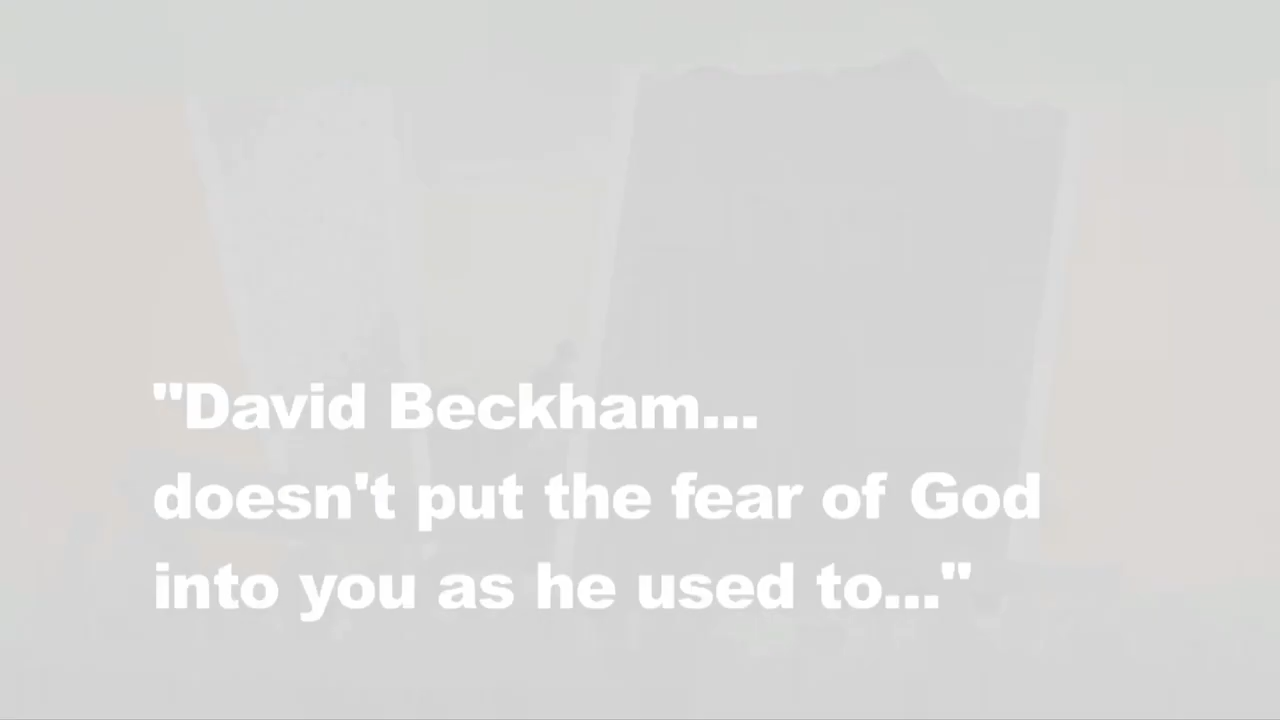 "David Beckham...
doesn't put the fear of God
into you as he used to..."